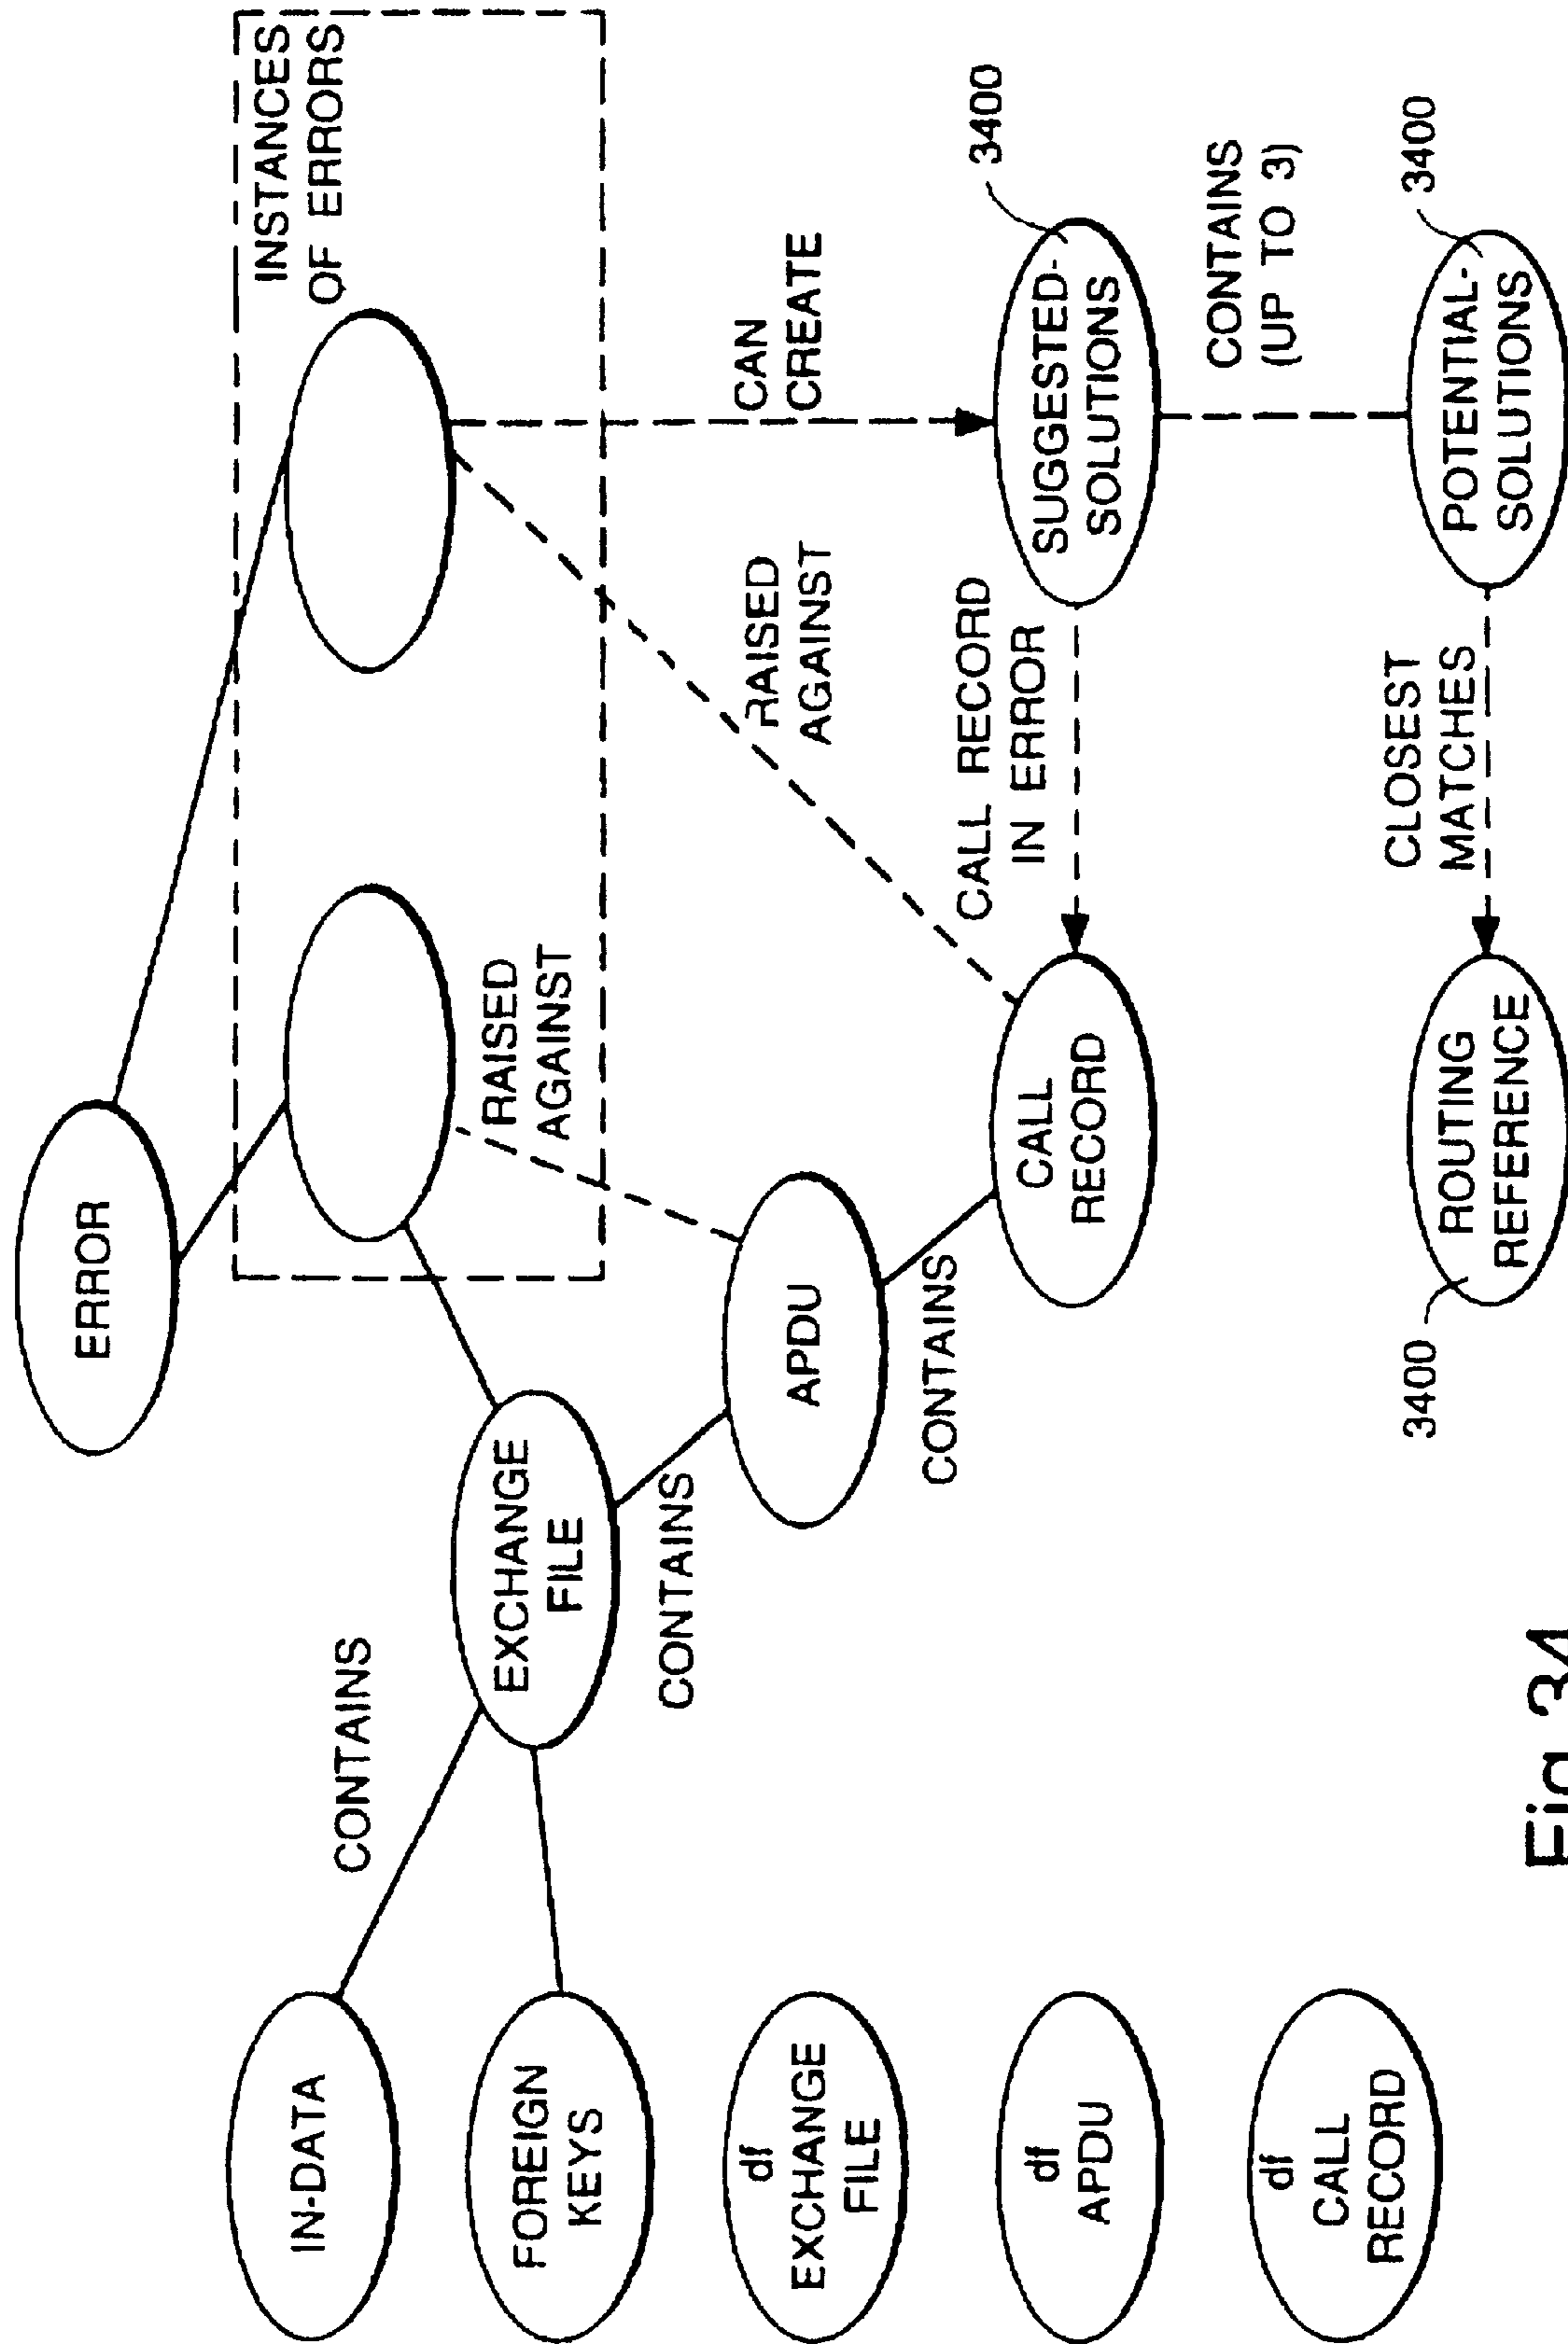 ERROR
INSTANCES
OF ERRORS
IN-DATA
CONTAINS
EXCHANGE
FILE
RAISED
AGAINST
FOREIGN
KEYS
CONTAINS
APDU
RAISED
AGAINST
CAN
CREATE
df
EXCHANGE
FILE
CONTAINS
CALL
RECORD
CALL RECORD
IN ERROR
SUGGESTED-
SOLUTIONS
3400
df
APDU
CONTAINS
(UP TO 3)
df
CALL
RECORD
3400
ROUTING
REFERENCE
CLOSEST
MATCHES
POTENTIAL-
SOLUTIONS
3400
Fig.34